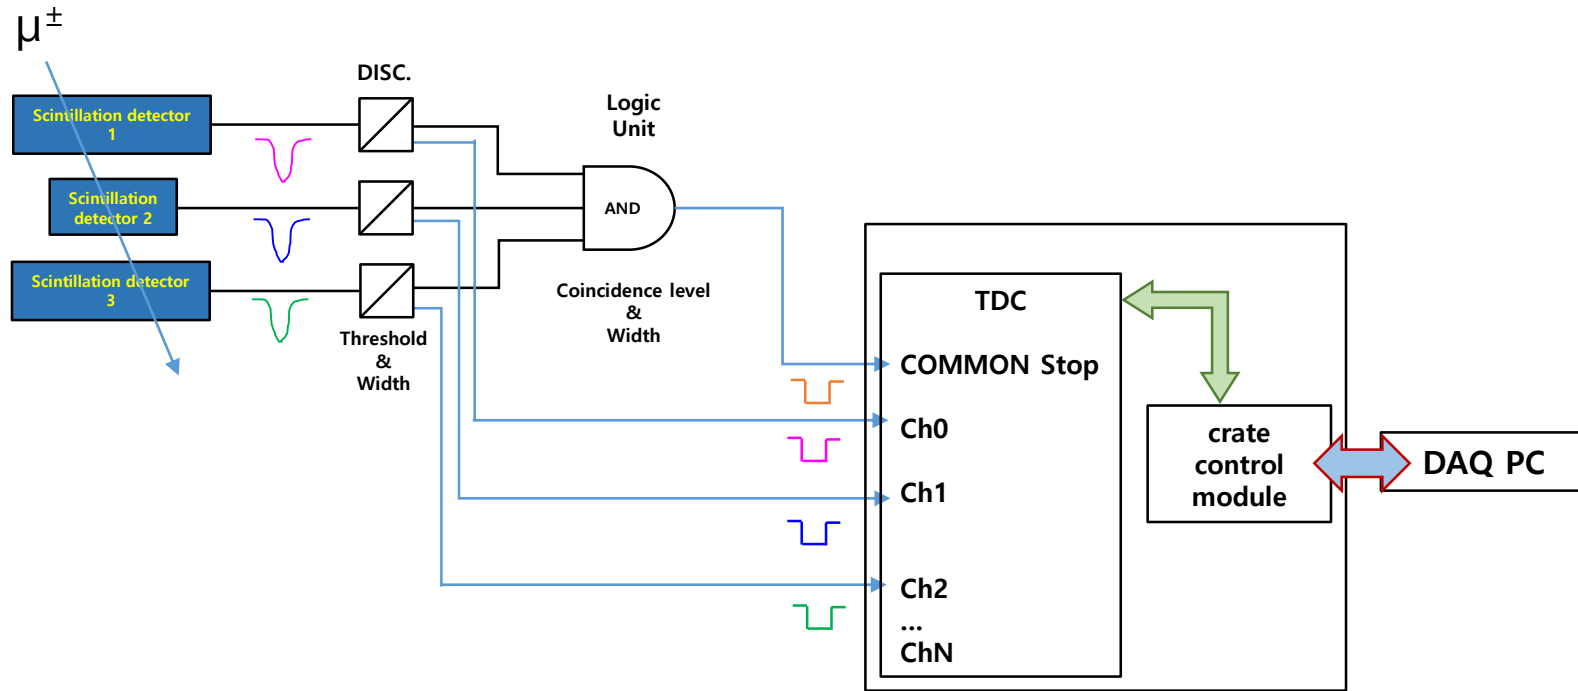 μ±
DISC.
Scintillation detector
1
Logic
Unit
Scintillation
detector 2
AND
Scintillation detector
3
Coincidence level
&
Width
Threshold
&
Width
TDC
COMMON Stop
Ch0
Ch1
Ch2
...
ChN
crate
control
module
DAQ PC